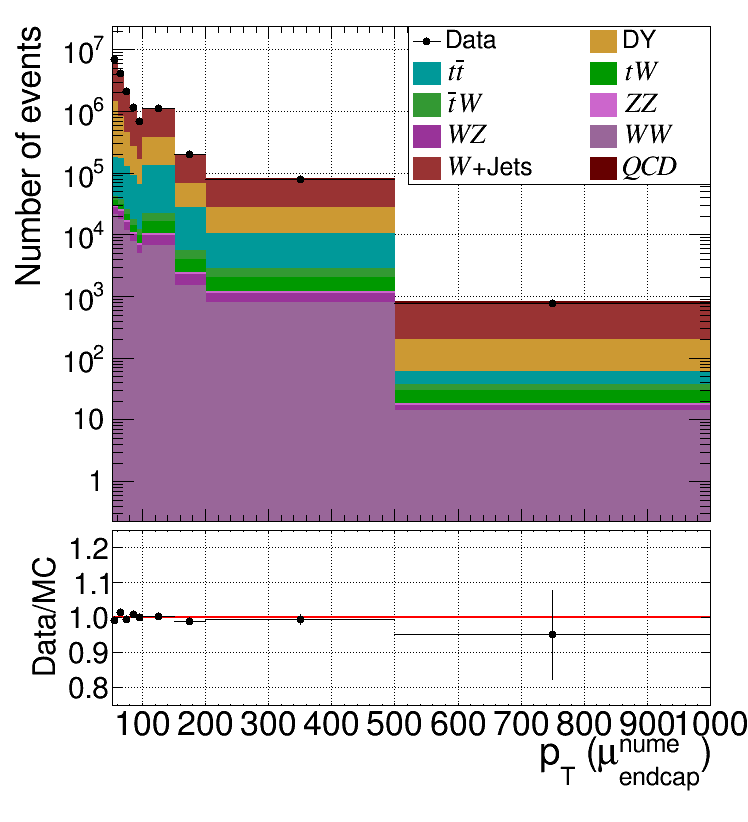 Number of events
10⁷
10⁶
10⁵
10⁴
10³
10²
10
1
Data DY
tt̄ tW
t̄W ZZ
WZ WW
W+Jets QCD
Data/MC
1.2
1.1
1.0
0.9
0.8
100 200 300 400 500 600 700 800 900 1000
p_T (μ^nume_endcap)